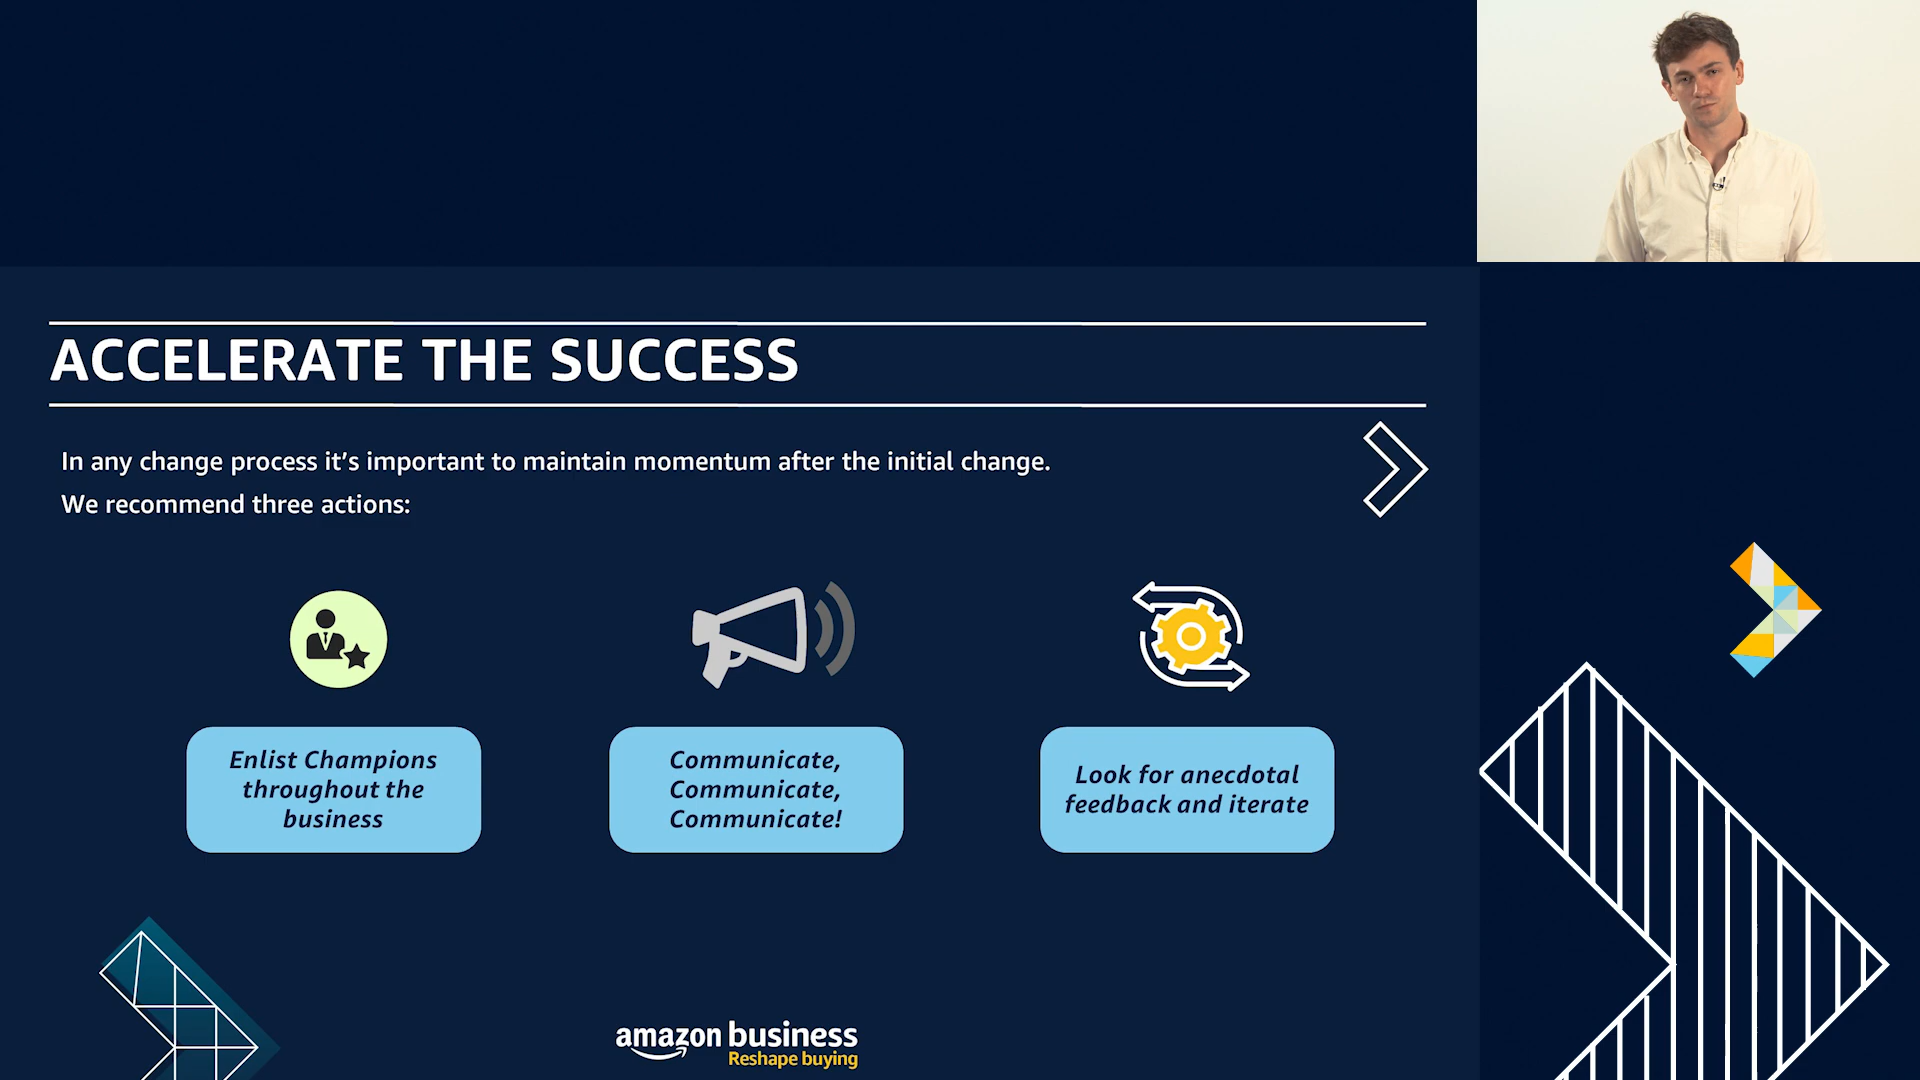 ACCELERATE THE SUCCESS
In any change process it’s important to maintain momentum after the initial change.
We recommend three actions:
Enlist Champions
throughout the
business
Communicate,
Communicate,
Communicate!
Look for anecdotal
feedback and iterate
amazon business
Reshape buying